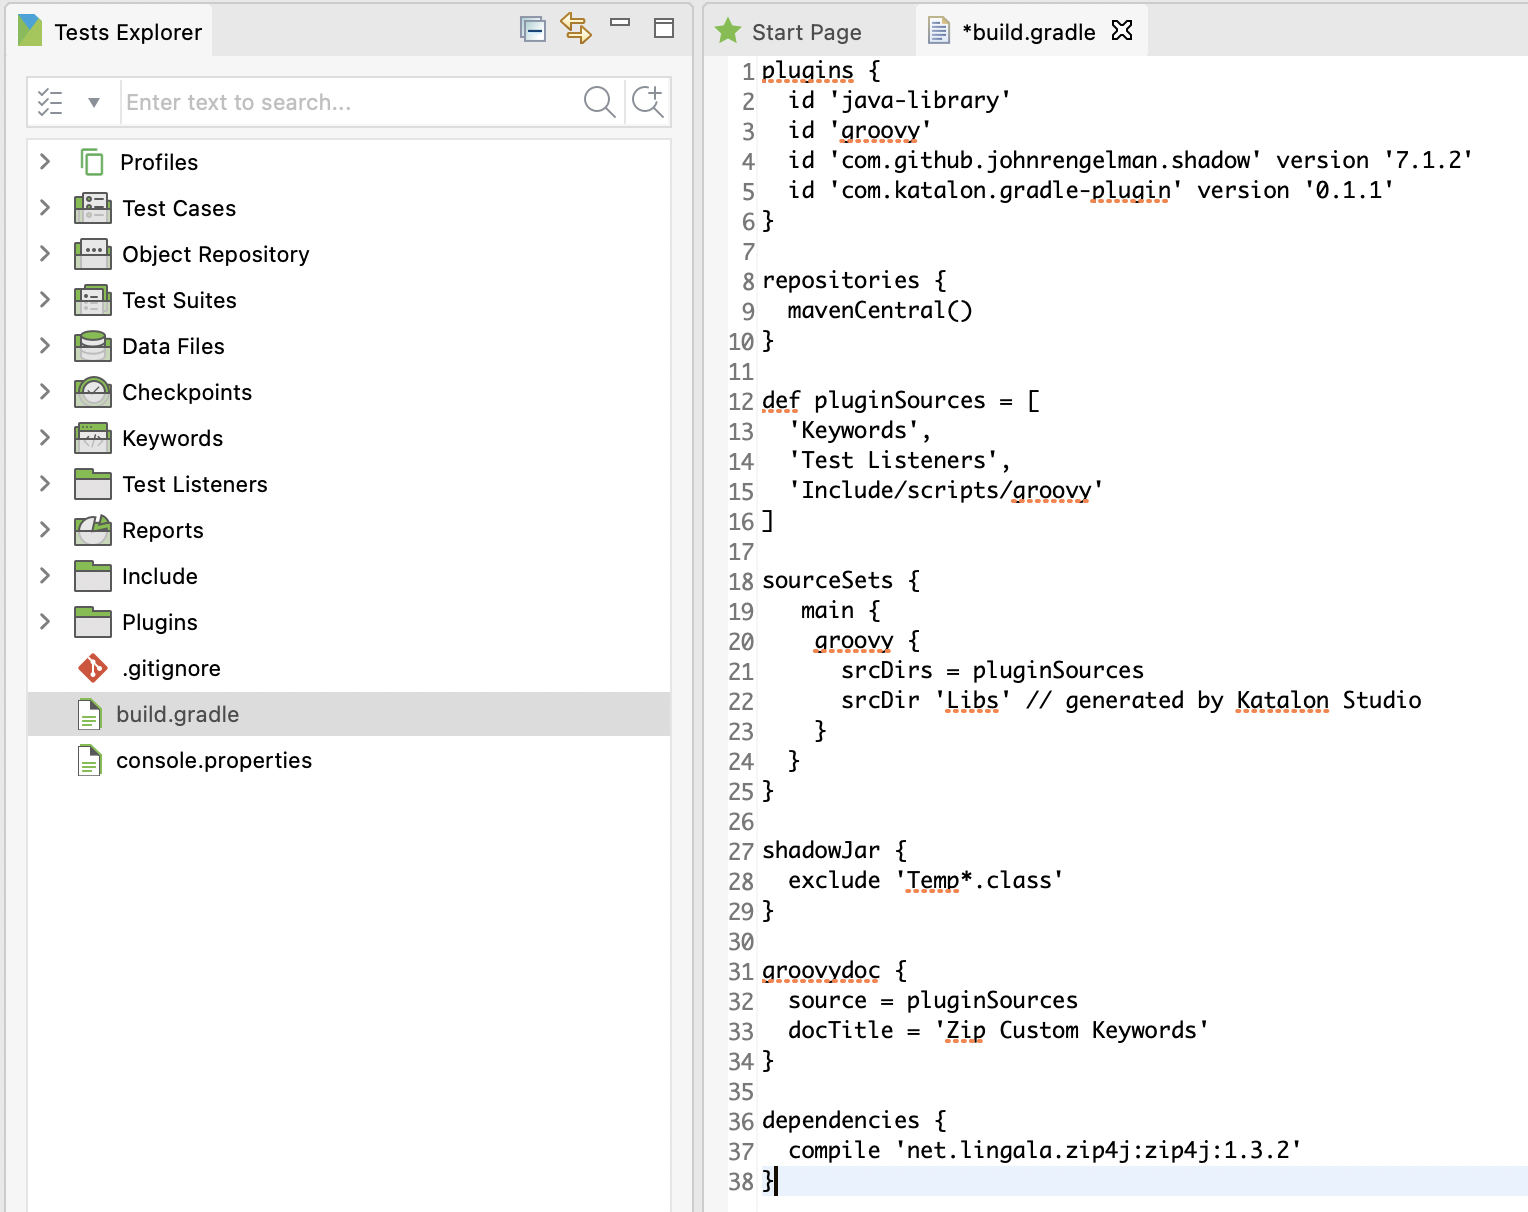 Tests Explorer
Enter text to search...
Profiles
Test Cases
Object Repository
Test Suites
Data Files
Checkpoints
Keywords
Test Listeners
Reports
Include
Plugins
.gitignore
build.gradle
console.properties
Start Page
*build.gradle
1 plugins {
2   id 'java-library'
3   id 'groovy'
4   id 'com.github.johnrengelman.shadow' version '7.1.2'
5   id 'com.katalon.gradle-plugin' version '0.1.1'
6 }
7
8 repositories {
9   mavenCentral()
10 }
11
12 def pluginSources = [
13   'Keywords',
14   'Test Listeners',
15   'Include/scripts/groovy'
16 ]
17
18 sourceSets {
19    main {
20     groovy {
21       srcDirs = pluginSources
22       srcDir 'Libs' // generated by Katalon Studio
23     }
24   }
25 }
26
27 shadowJar {
28   exclude 'Temp*.class'
29 }
30
31 groovydoc {
32   source = pluginSources
33   docTitle = 'Zip Custom Keywords'
34 }
35
36 dependencies {
37   compile 'net.lingala.zip4j:zip4j:1.3.2'
38 }